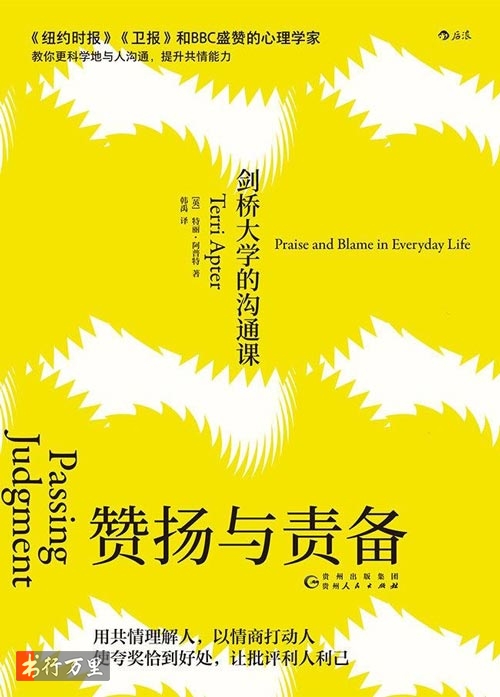 《纽约时报》《卫报》和BBC盛赞的心理学家
教你更科学地与人沟通，提升共情能力
后浪
剑桥大学的沟通课
Terri Apter
[英] 特丽·阿普特 著
韩禹 译
Praise and Blame in Everyday Life
Passing
Judgment
赞扬与责备
贵州出版集团
贵州人民出版社
用共情理解人，以情商打动人
使夸奖恰到好处，让批评利人利己
书行万里